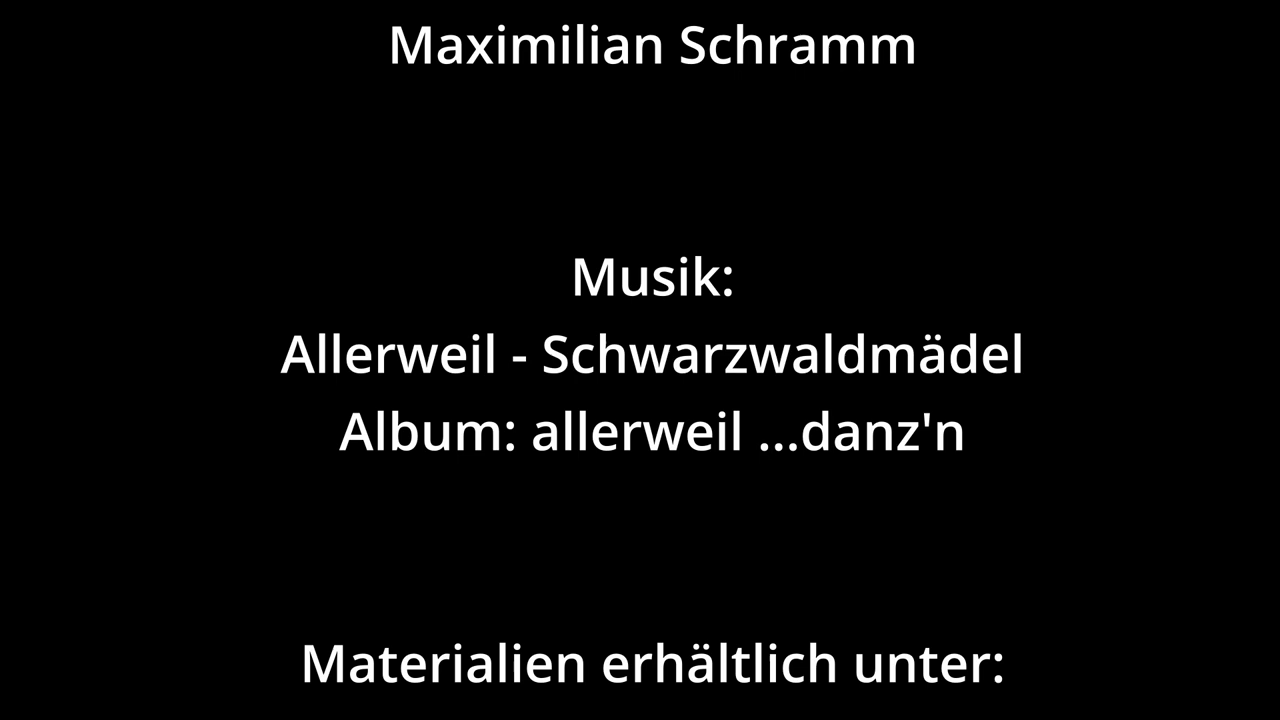 Maximilian Schramm
Musik:
Allerweil - Schwarzwaldmädel
Album: allerweil ...danz'n
Materialien erhältlich unter: